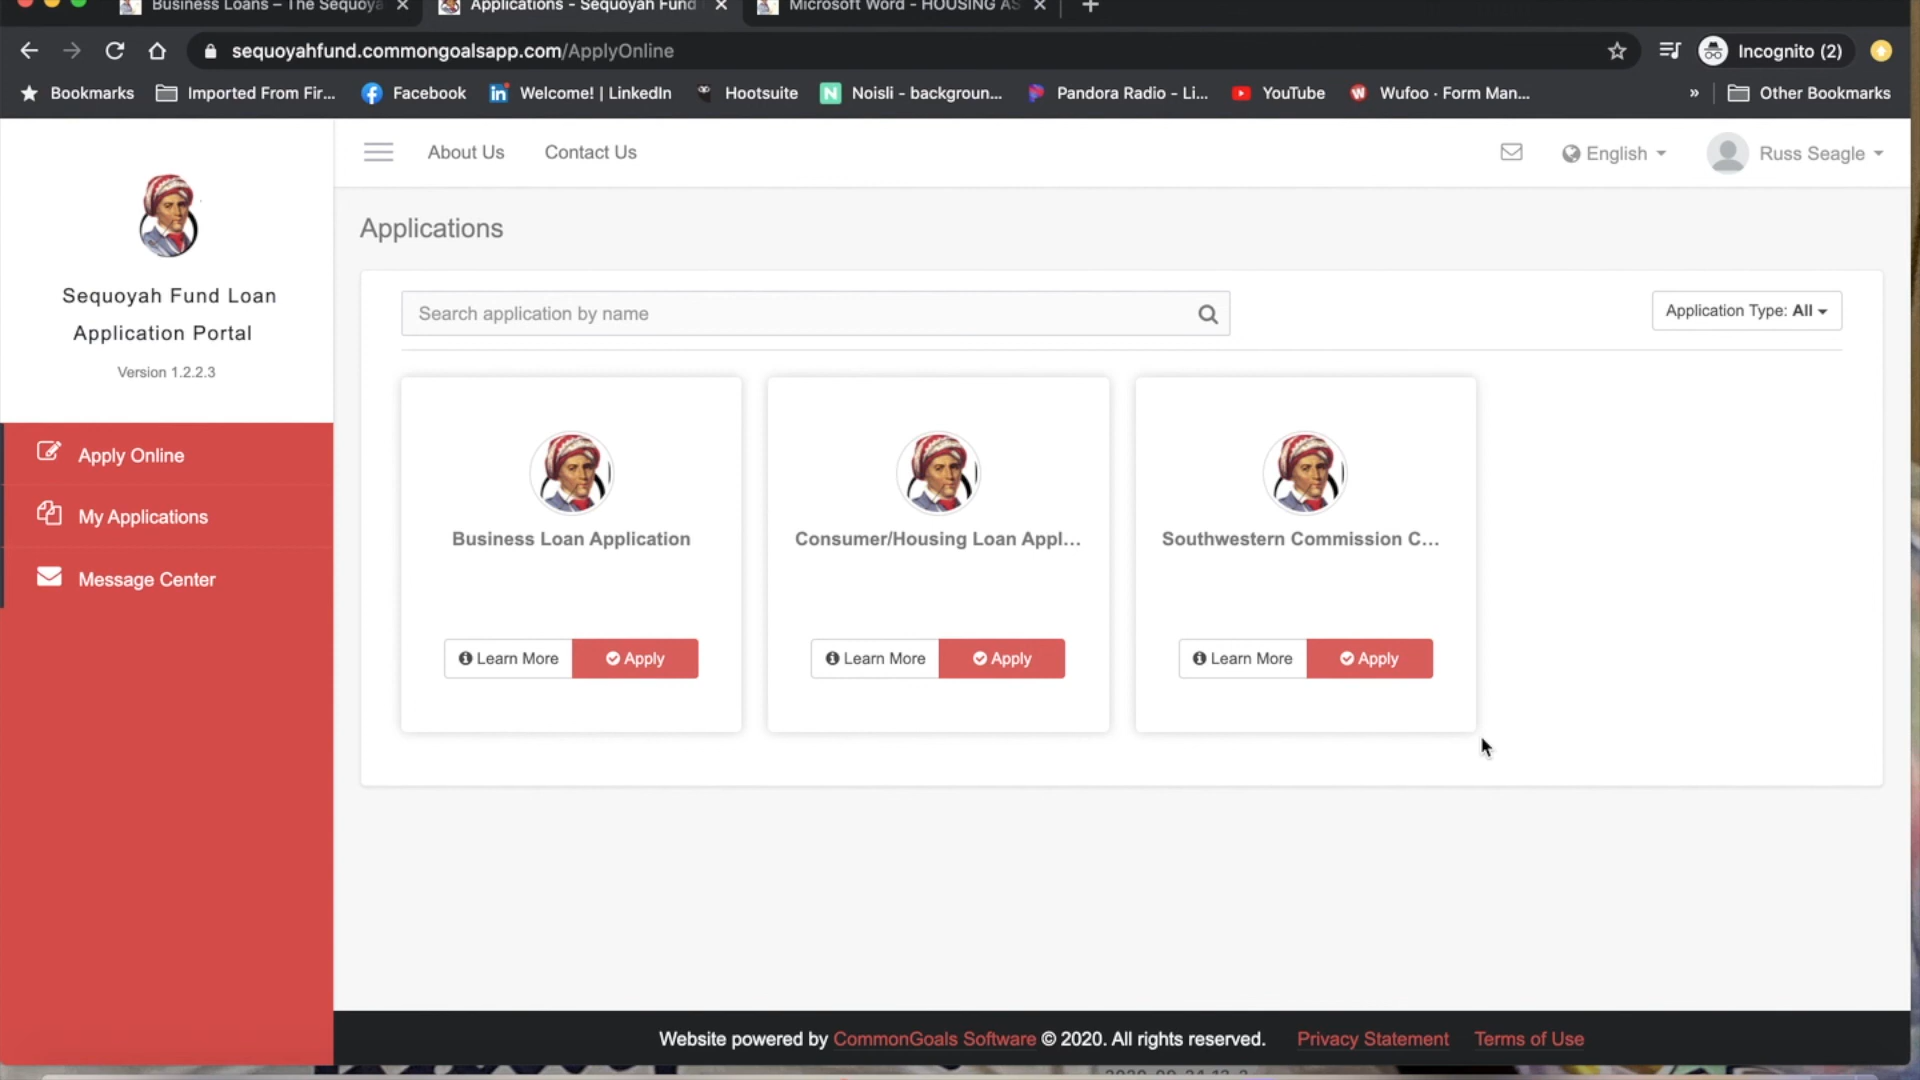 Business Loans – The Sequoya
Applications - Sequoyah Fund
Microsoft Word - HOUSING AS
sequoyahfund.commongoalsapp.com/ApplyOnline
Incognito (2)
Bookmarks
Imported From Fir...
Facebook
Welcome! | LinkedIn
Hootsuite
Noisli - backgroun...
Pandora Radio - Li...
YouTube
Wufoo · Form Man...
»
Other Bookmarks
About Us
Contact Us
English
Russ Seagle
Sequoyah Fund Loan
Application Portal
Version 1.2.2.3
Apply Online
My Applications
Message Center
Applications
Search application by name
Application Type: All
Business Loan Application
Learn More
Apply
Consumer/Housing Loan Appl...
Learn More
Apply
Southwestern Commission C...
Learn More
Apply
Website powered by CommonGoals Software © 2020. All rights reserved.
Privacy Statement
Terms of Use